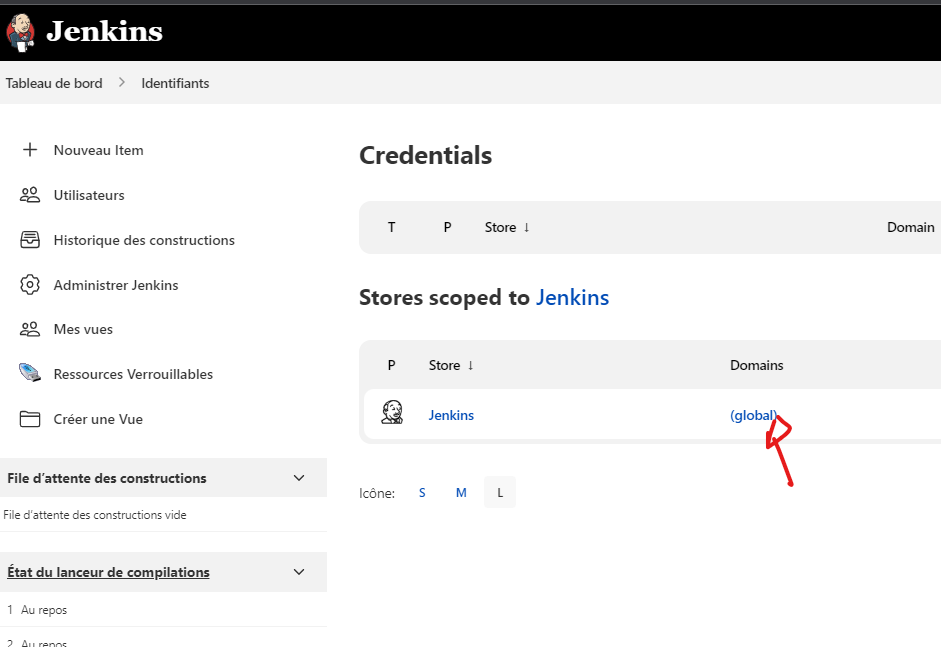 Jenkins
Tableau de bord > Identifiants
Nouveau Item
Utilisateurs
Historique des constructions
Administrer Jenkins
Mes vues
Ressources Verrouillables
Créer une Vue
File d’attente des constructions
File d’attente des constructions vide
État du lanceur de compilations
1 Au repos
2 Au repos
Credentials
T P Store ↓ Domain
Stores scoped to Jenkins
P Store ↓ Domains
Jenkins (global)
Icône: S M L